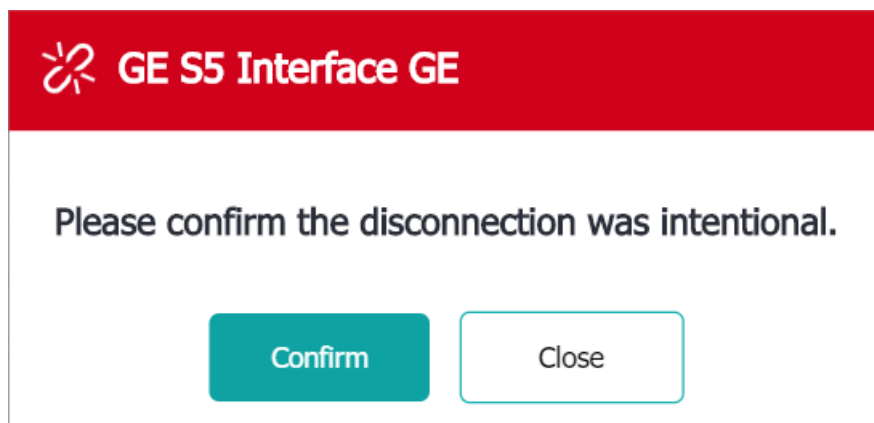 GE S5 Interface GE
Please confirm the disconnection was intentional.
Confirm
Close